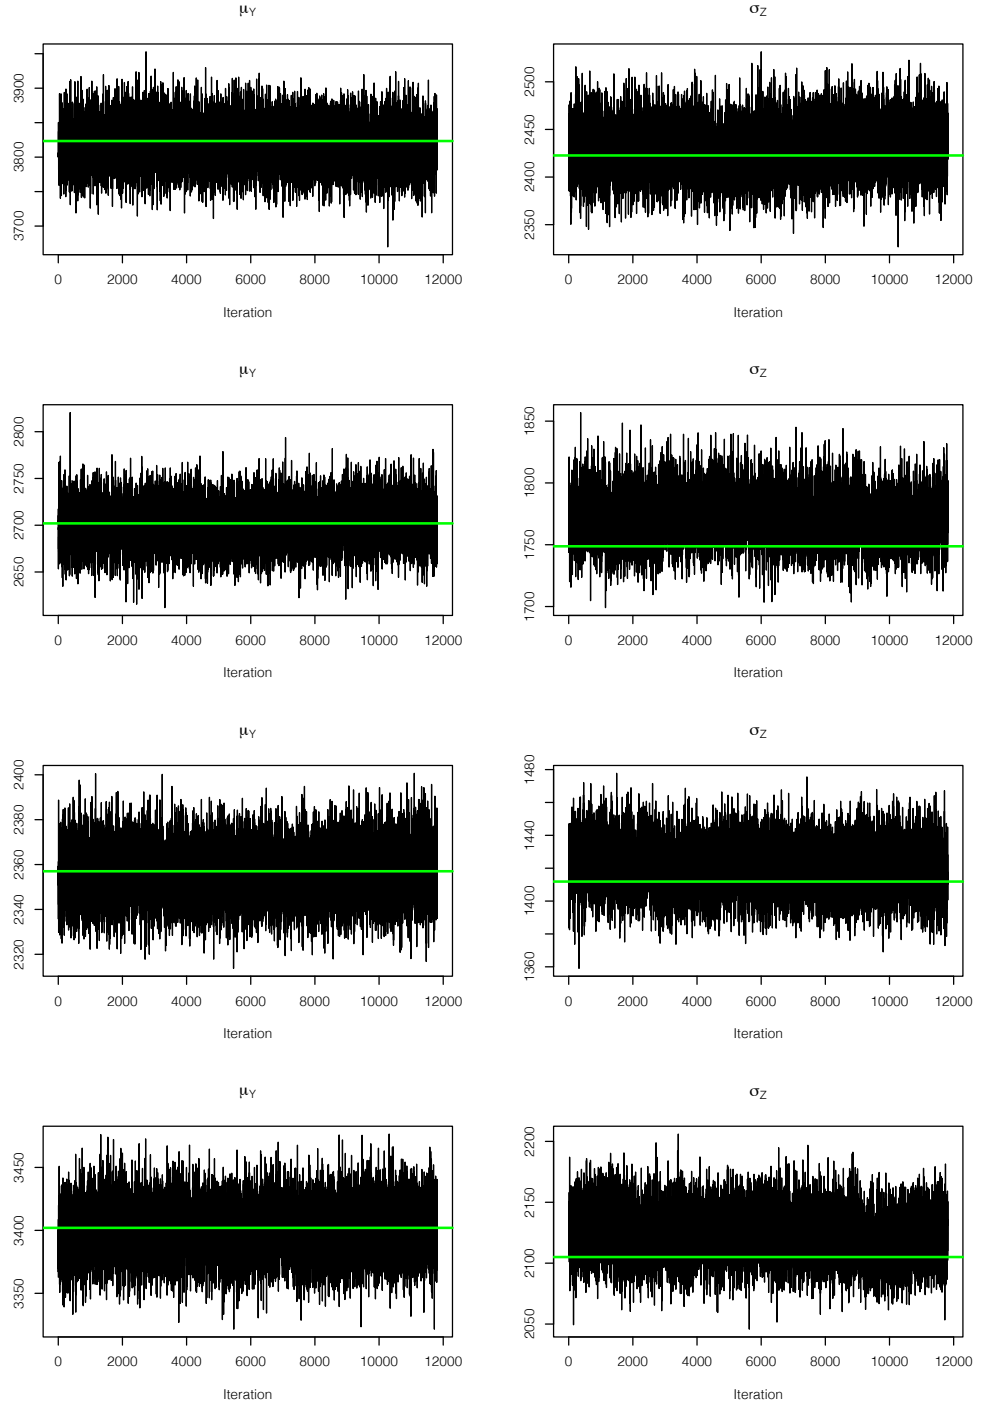 μY σZ
3700 3800 3900 2350 2400 2450 2500
0 2000 4000 6000 8000 10000 12000 0 2000 4000 6000 8000 10000 12000
Iteration Iteration
μY σZ
2650 2700 2750 2800 1700 1750 1800 1850
0 2000 4000 6000 8000 10000 12000 0 2000 4000 6000 8000 10000 12000
Iteration Iteration
μY σZ
2320 2340 2360 2380 2400 1360 1400 1440 1480
0 2000 4000 6000 8000 10000 12000 0 2000 4000 6000 8000 10000 12000
Iteration Iteration
μY σZ
3350 3400 3450 2050 2100 2150 2200
0 2000 4000 6000 8000 10000 12000 0 2000 4000 6000 8000 10000 12000
Iteration Iteration